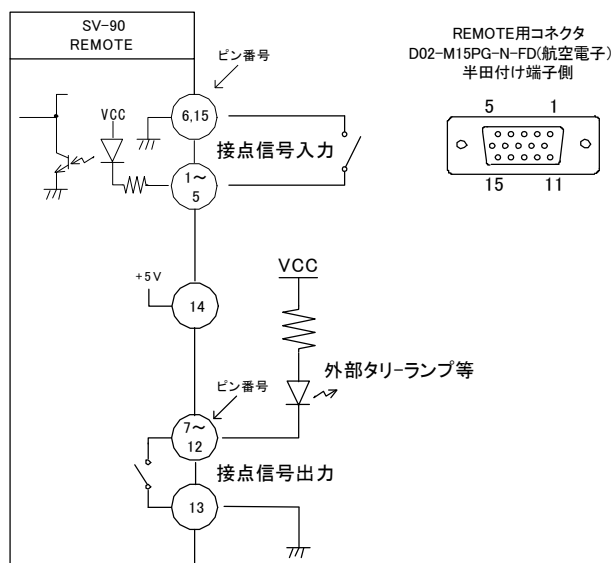 SV-90
REMOTE
ピン番号
6,15
VCC
接点信号入力
1～
5
+5V
14
VCC
外部タリーランプ等
ピン番号
7～
12
接点信号出力
13
REMOTE用コネクタ
D02-M15PG-N-FD(航空電子)
半田付け端子側
5 1
15 11